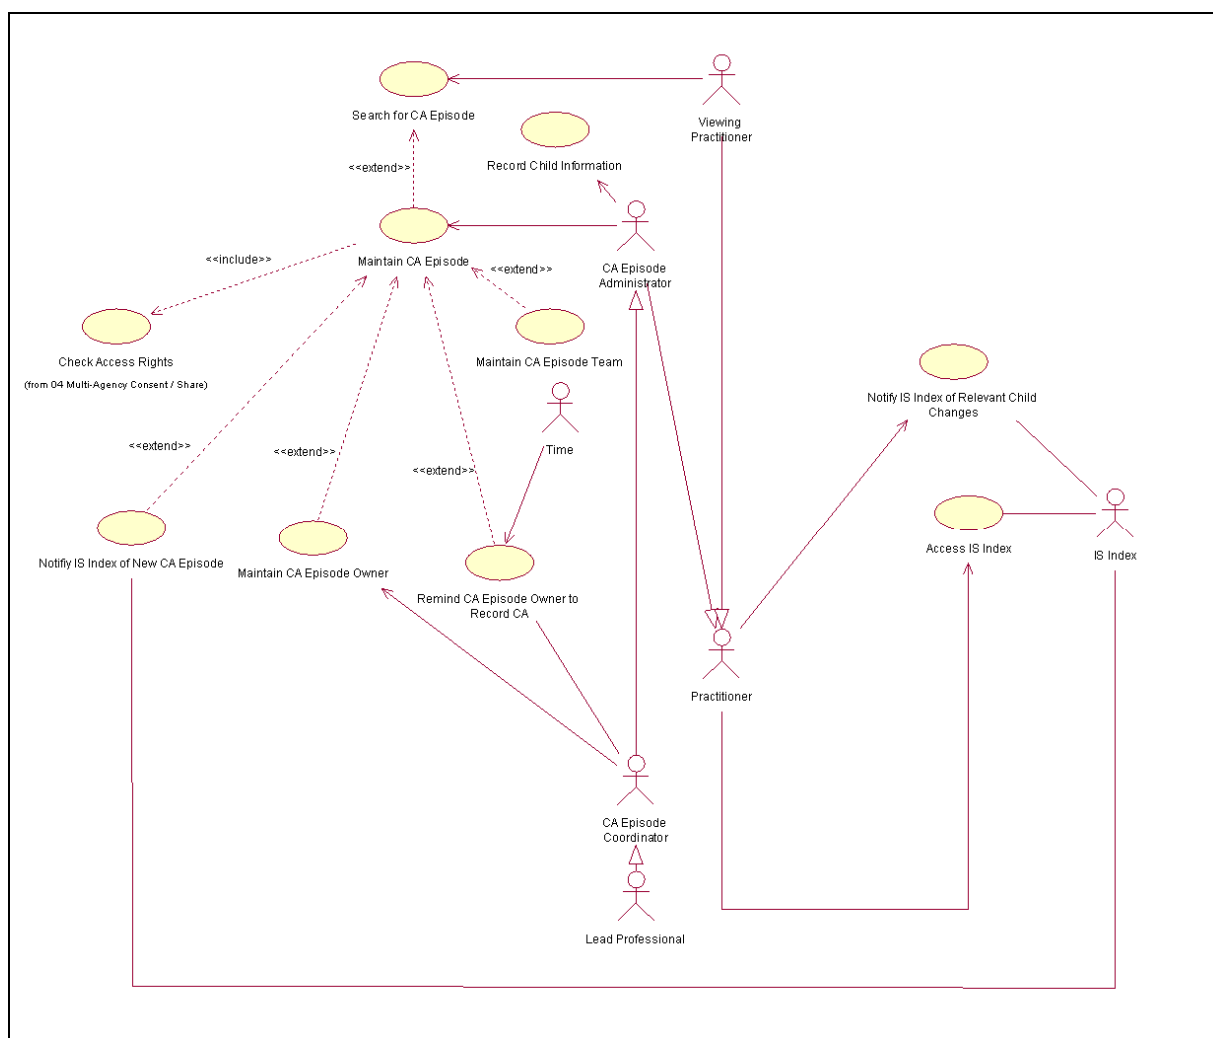 Search for CA Episode
Viewing
Practitioner
Record Child Information
<<extend>>
Maintain CA Episode
<<include>>
<<extend>>
CA Episode
Administrator
Check Access Rights
(from 04 Multi-Agency Consent / Share)
Maintain CA Episode Team
Notify IS Index of Relevant Child
Changes
Time
<<extend>>
<<extend>>
<<extend>>
Notifiy IS Index of New CA Episode
Maintain CA Episode Owner
Access IS Index
IS Index
Remind CA Episode Owner to
Record CA
Practitioner
CA Episode
Coordinator
Lead Professional